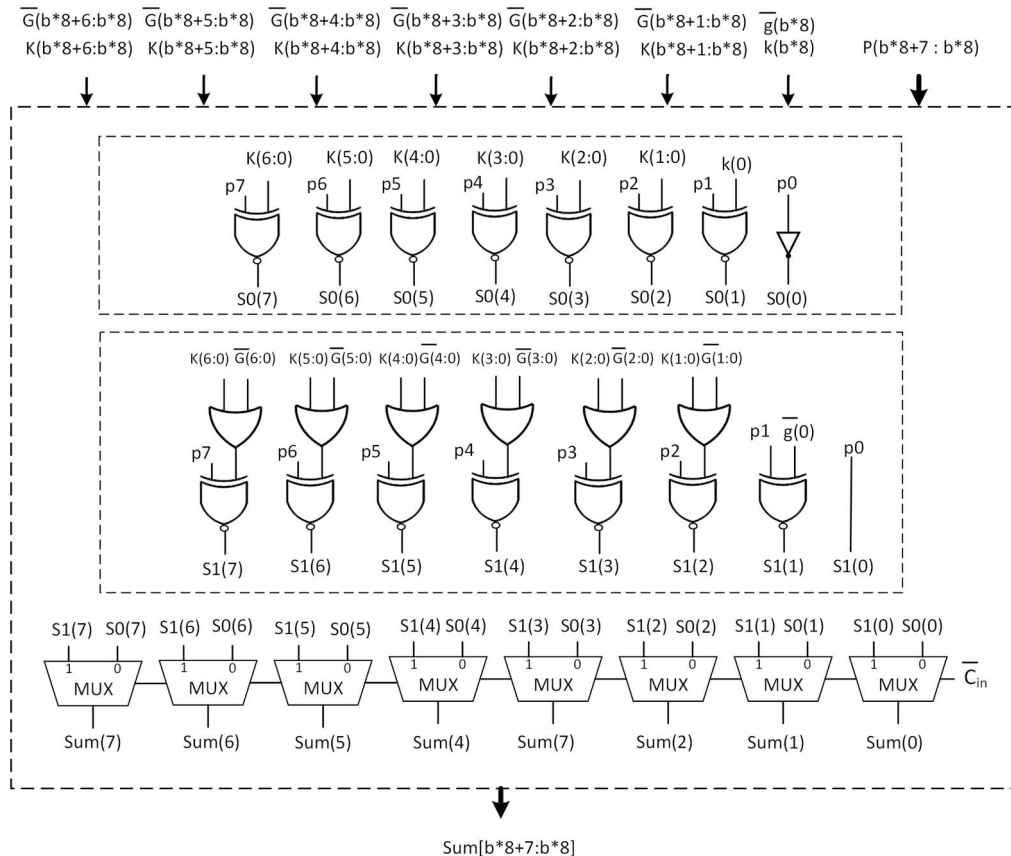 G̅(b*8+6:b*8) G̅(b*8+5:b*8) G̅(b*8+4:b*8) G̅(b*8+3:b*8) G̅(b*8+2:b*8) G̅(b*8+1:b*8) g̅(b*8)
K(b*8+6:b*8) K(b*8+5:b*8) K(b*8+4:b*8) K(b*8+3:b*8) K(b*8+2:b*8) K(b*8+1:b*8) k(b*8) P(b*8+7 : b*8)
K(6:0) K(5:0) K(4:0) K(3:0) K(2:0) K(1:0) k(0)
p7 p6 p5 p4 p3 p2 p1 p0
S0(7) S0(6) S0(5) S0(4) S0(3) S0(2) S0(1) S0(0)
K(6:0) G̅(6:0) K(5:0) G̅(5:0) K(4:0) G̅(4:0) K(3:0) G̅(3:0) K(2:0) G̅(2:0) K(1:0) G̅(1:0)
p7 p6 p5 p4 p3 p2 p1 g̅(0) p0
S1(7) S1(6) S1(5) S1(4) S1(3) S1(2) S1(1) S1(0)
S1(7) S0(7) S1(6) S0(6) S1(5) S0(5) S1(4) S0(4) S1(3) S0(3) S1(2) S0(2) S1(1) S0(1) S1(0) S0(0)
1 0 1 0 1 0 1 0 1 0 1 0 1 0 1 0
MUX MUX MUX MUX MUX MUX MUX MUX C̅in
Sum(7) Sum(6) Sum(5) Sum(4) Sum(7) Sum(2) Sum(1) Sum(0)
Sum[b*8+7:b*8]